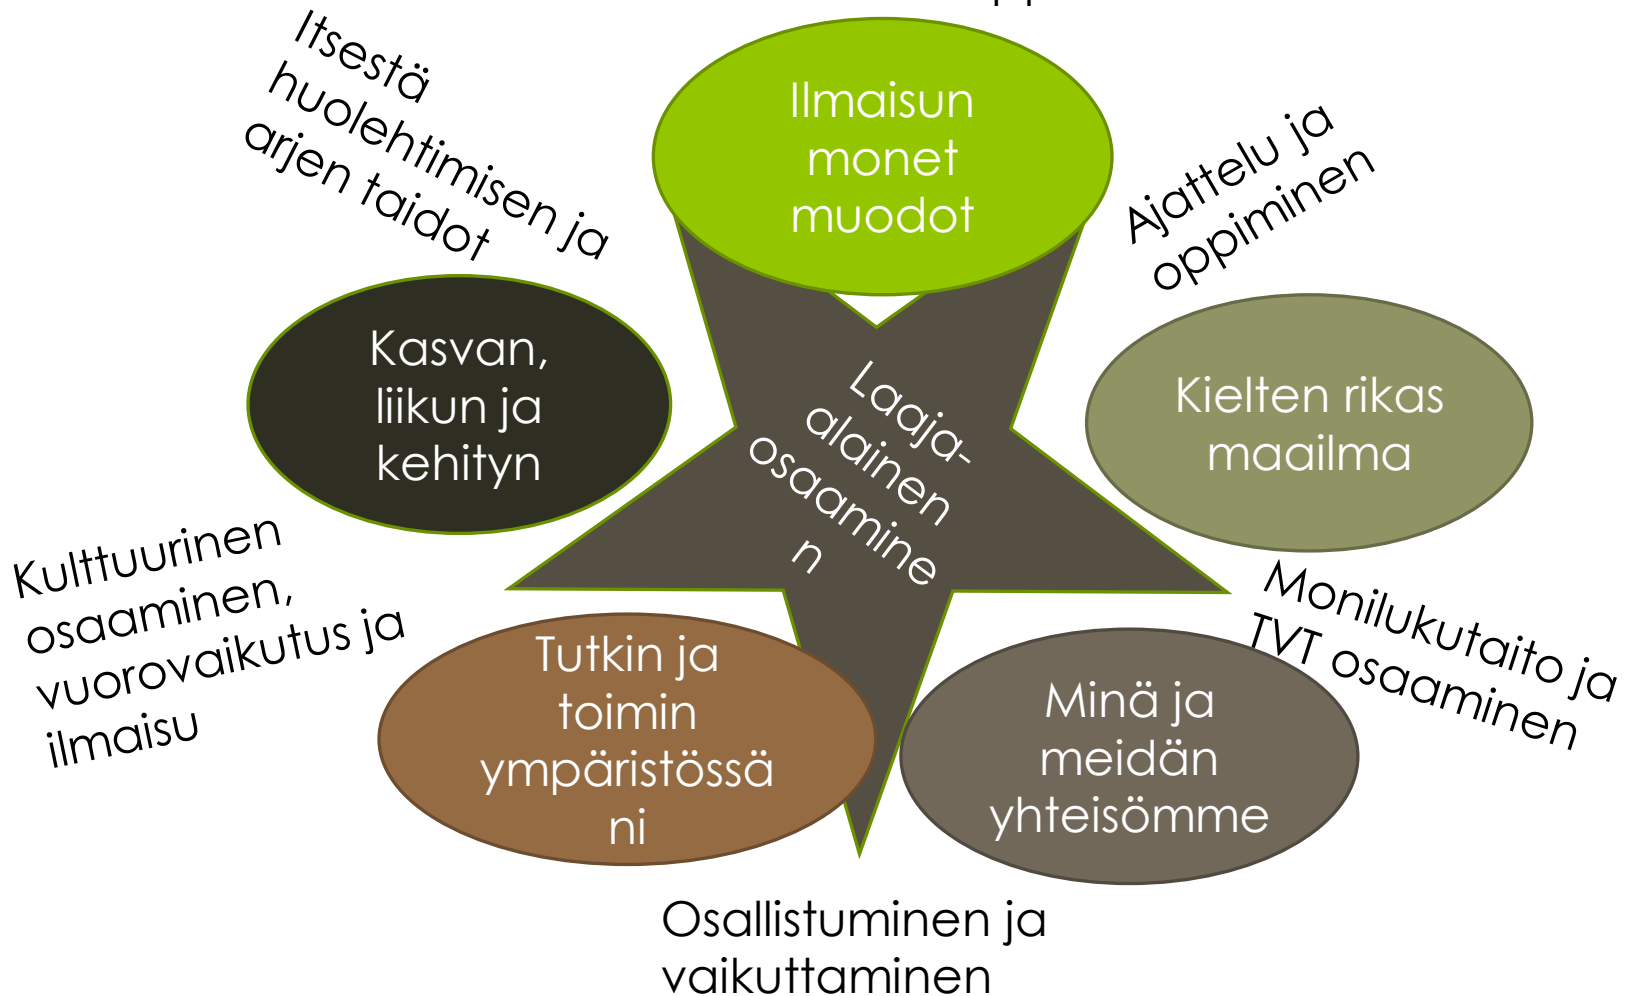 Itsestä
huolehtimisen ja
arjen taidot
Ilmaisun
monet
muodot
Ajattelu ja
oppiminen
Kasvan,
liikun ja
kehityn
Laaja-
alainen
osaamine
n
Kielten rikas
maailma
Kulttuurinen
osaaminen,
vuorovaikutus ja
ilmaisu
Tutkin ja
toimin
ympäristössä
ni
Minä ja
meidän
yhteisömme
Monilukutaito ja
TVT osaaminen
Osallistuminen ja
vaikuttaminen